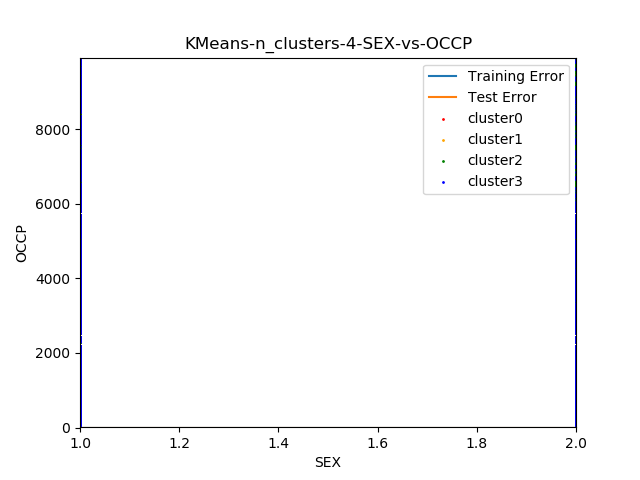 KMeans-n_clusters-4-SEX-vs-OCCP
Training Error
Test Error
cluster0
cluster1
cluster2
cluster3
8000
6000
4000
2000
0
OCCP
1.0 1.2 1.4 1.6 1.8 2.0
SEX